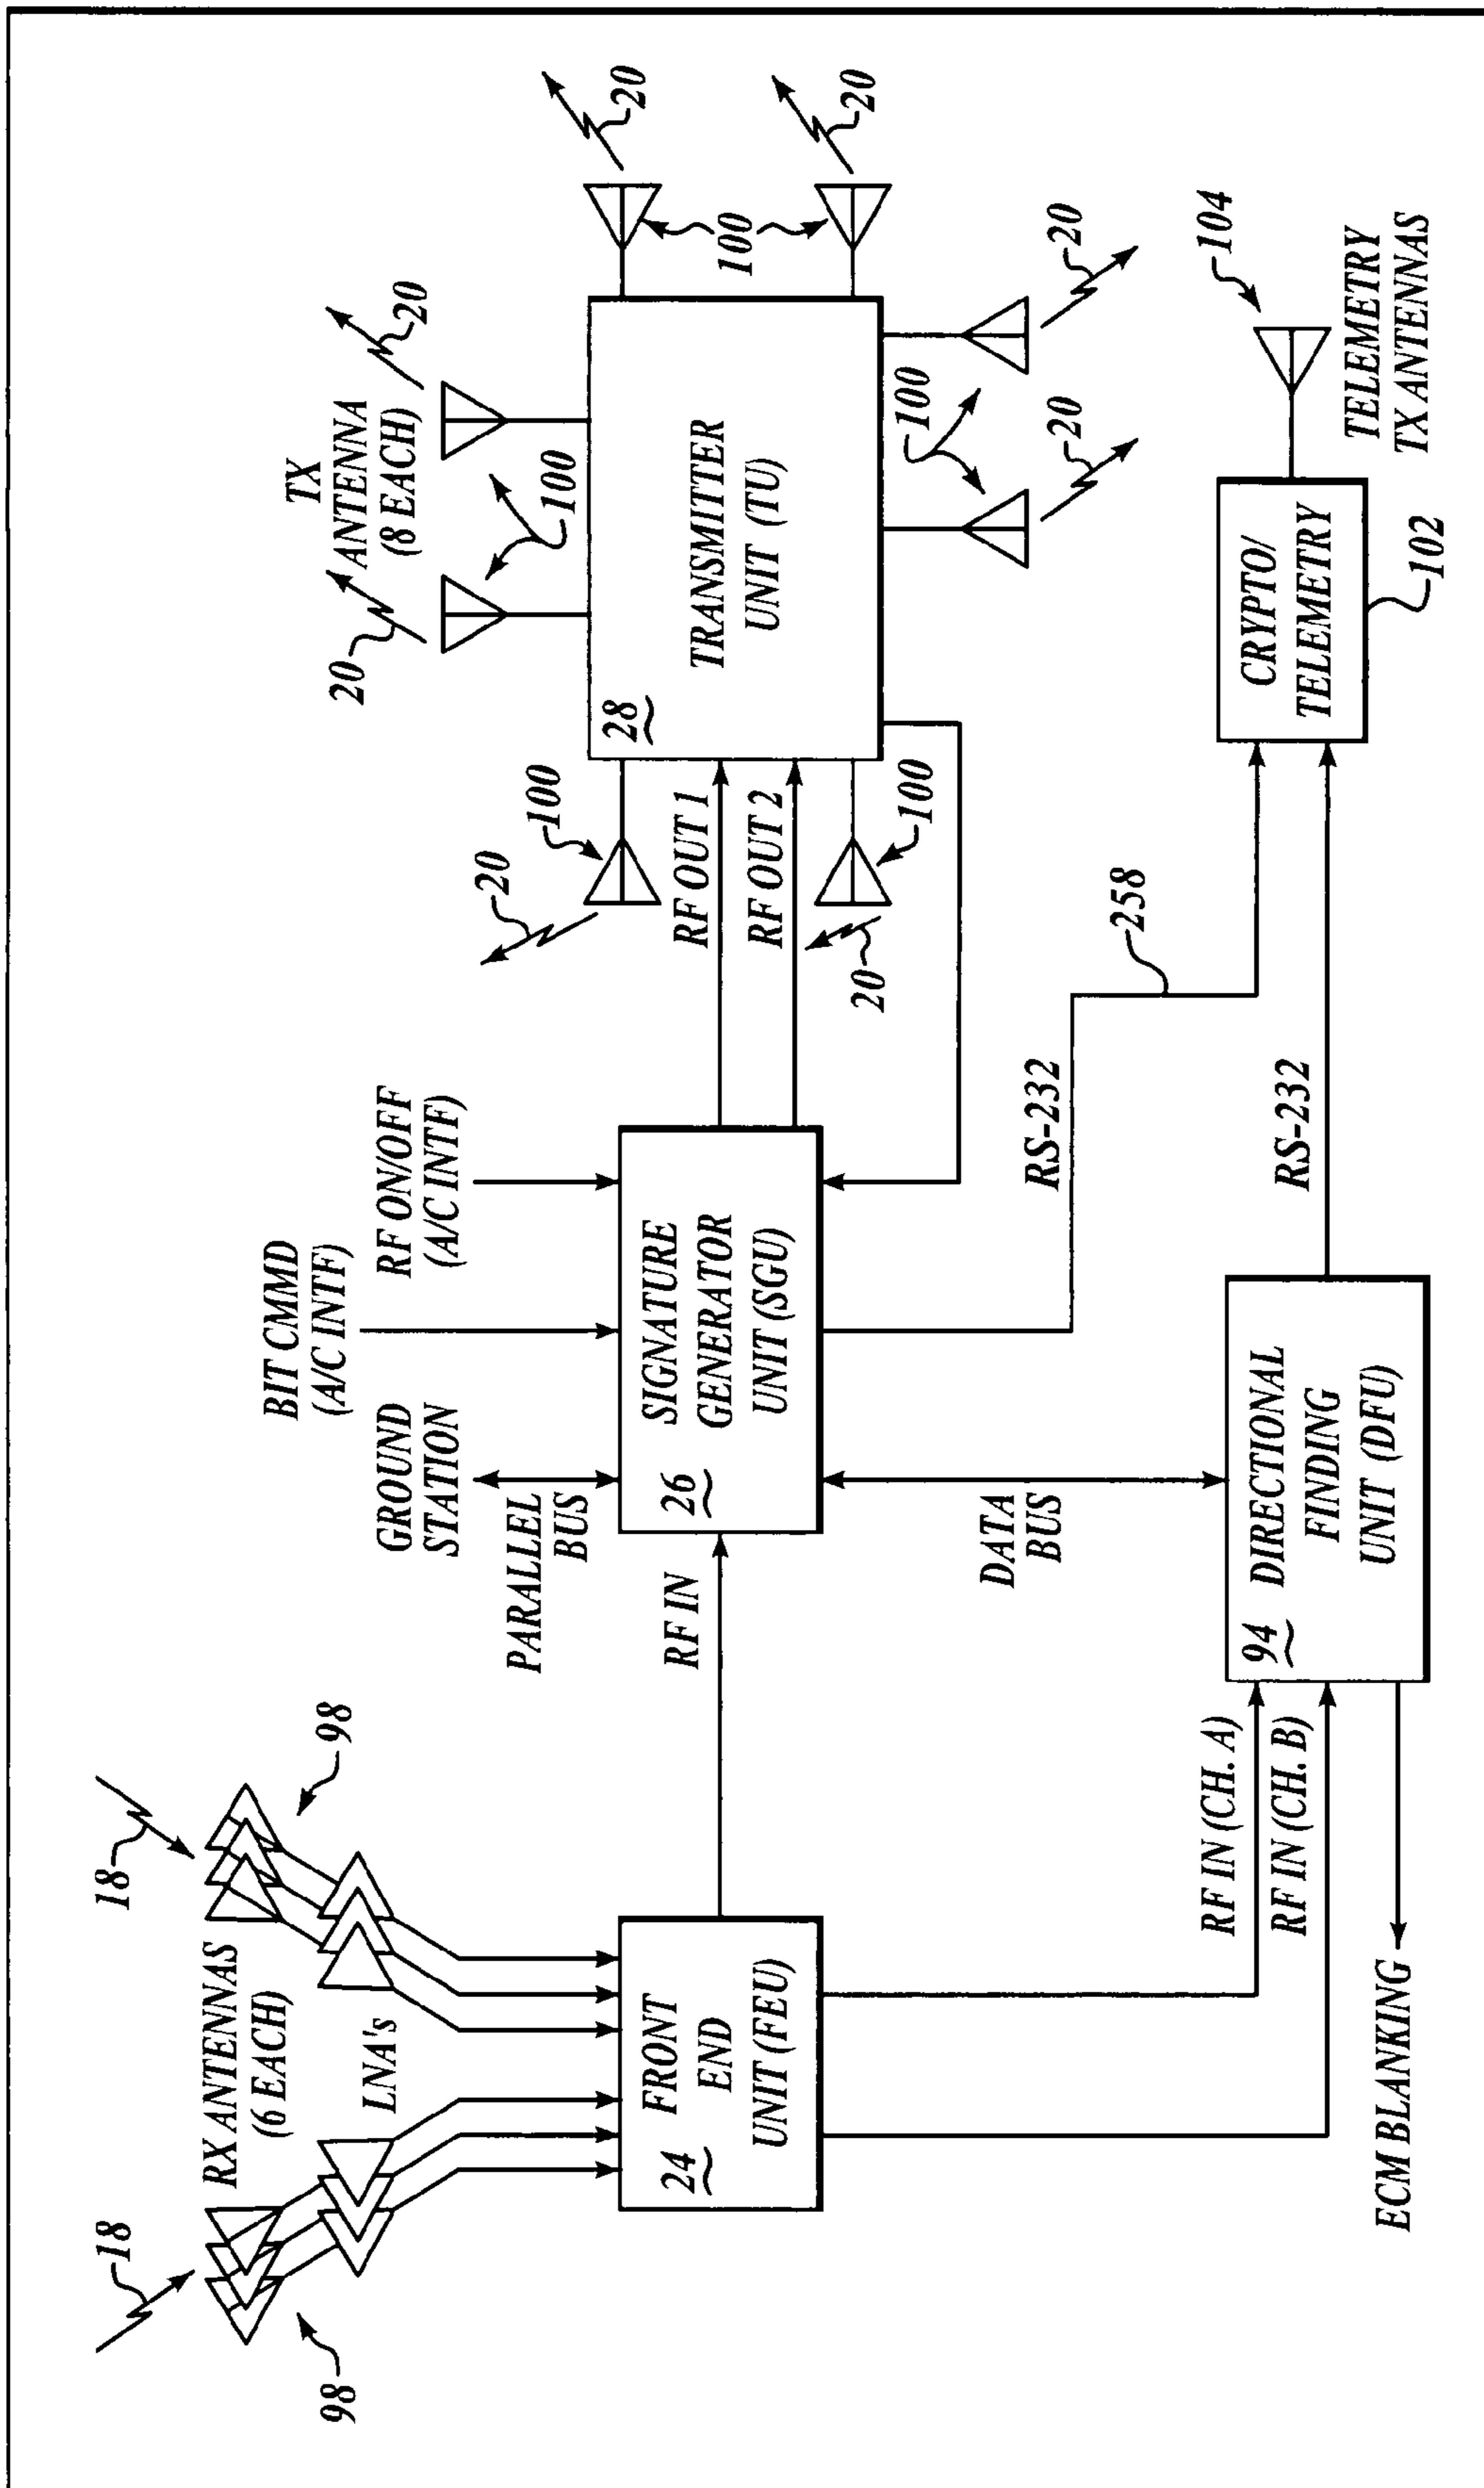 18
98
RX ANTENNAS
(6 EACH)
LNA's
18
98
24
FRONT
END
UNIT (FEU)
RF IN
RF IN (CH. A)
RF IN (CH. B)
ECM BLANKING
GROUND
STATION
PARALLEL
BUS
BIT CMMD
(A/C INTF)
RF ON/OFF
(A/C INTF)
26
SIGNATURE
GENERATOR
UNIT (SGU)
DATA
BUS
94
DIRECTIONAL
FINDING
UNIT (DFU)
RS-232
RS-232
258
RF OUT 1
RF OUT 2
20
100
20
100
28
TRANSMITTER
UNIT (TU)
20
TX
ANTENNA
(8 EACH)
100
20
20
100
20
100
20
20
CRYPTO/
TELEMETRY
102
104
TELEMETRY
TX ANTENNAS